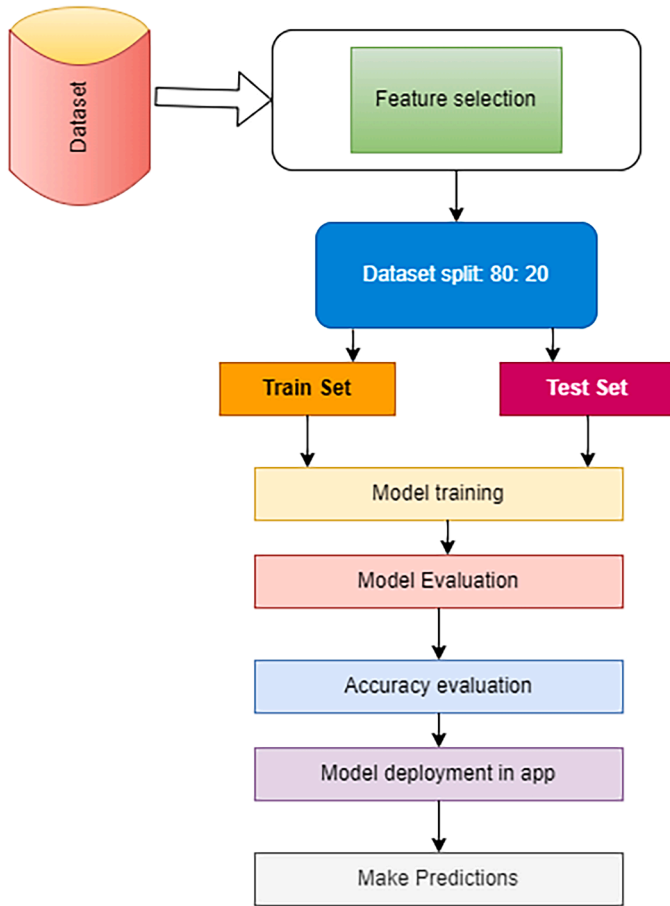 Dataset
Feature selection
Dataset split: 80: 20
Train Set
Test Set
Model training
Model Evaluation
Accuracy evaluation
Model deployment in app
Make Predictions